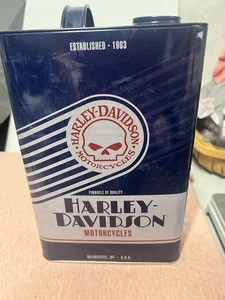 ESTABLISHED • 1903
HARLEY-DAVIDSON
MOTORCYCLES
PINNACLE OF QUALITY
HARLEY-
DAVIDSON
MOTORCYCLES
MILWAUKEE, WI - U.S.A.